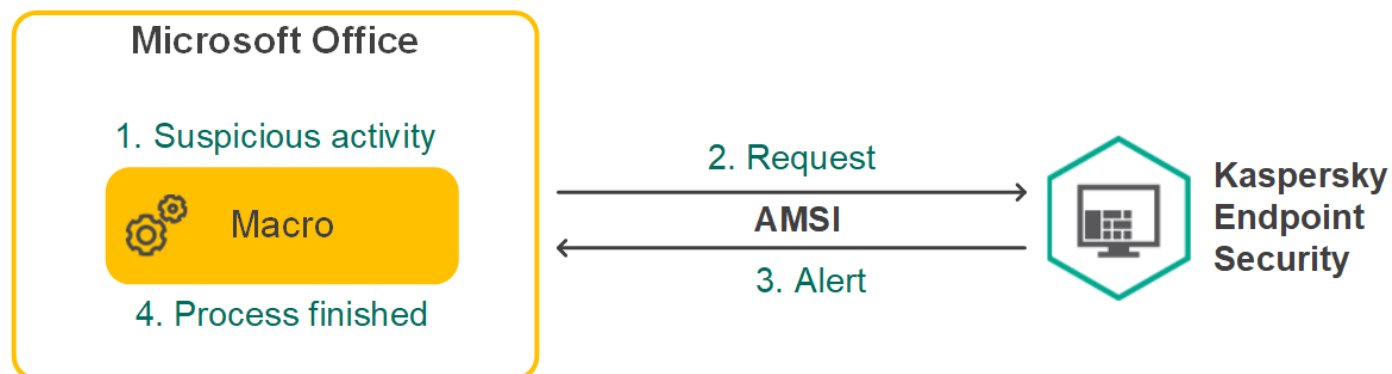 Microsoft Office
1. Suspicious activity
Macro
4. Process finished
2. Request
AMSI
3. Alert
Kaspersky
Endpoint
Security